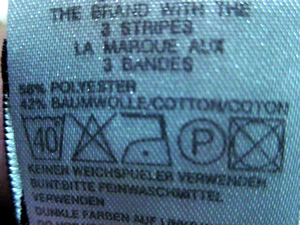 THE BRAND WITH THE
3 STRIPES
LA MARQUE AUX
3 BANDES
58% POLYESTER
42% BAUMWOLLE/COTTON/COTON
40 P
KEINEN WEICHSPUELER VERWENDEN
BUNT:BITTE FEINWASCHMITTEL
VERWENDEN
DUNKLE FARBEN AUF LINKS